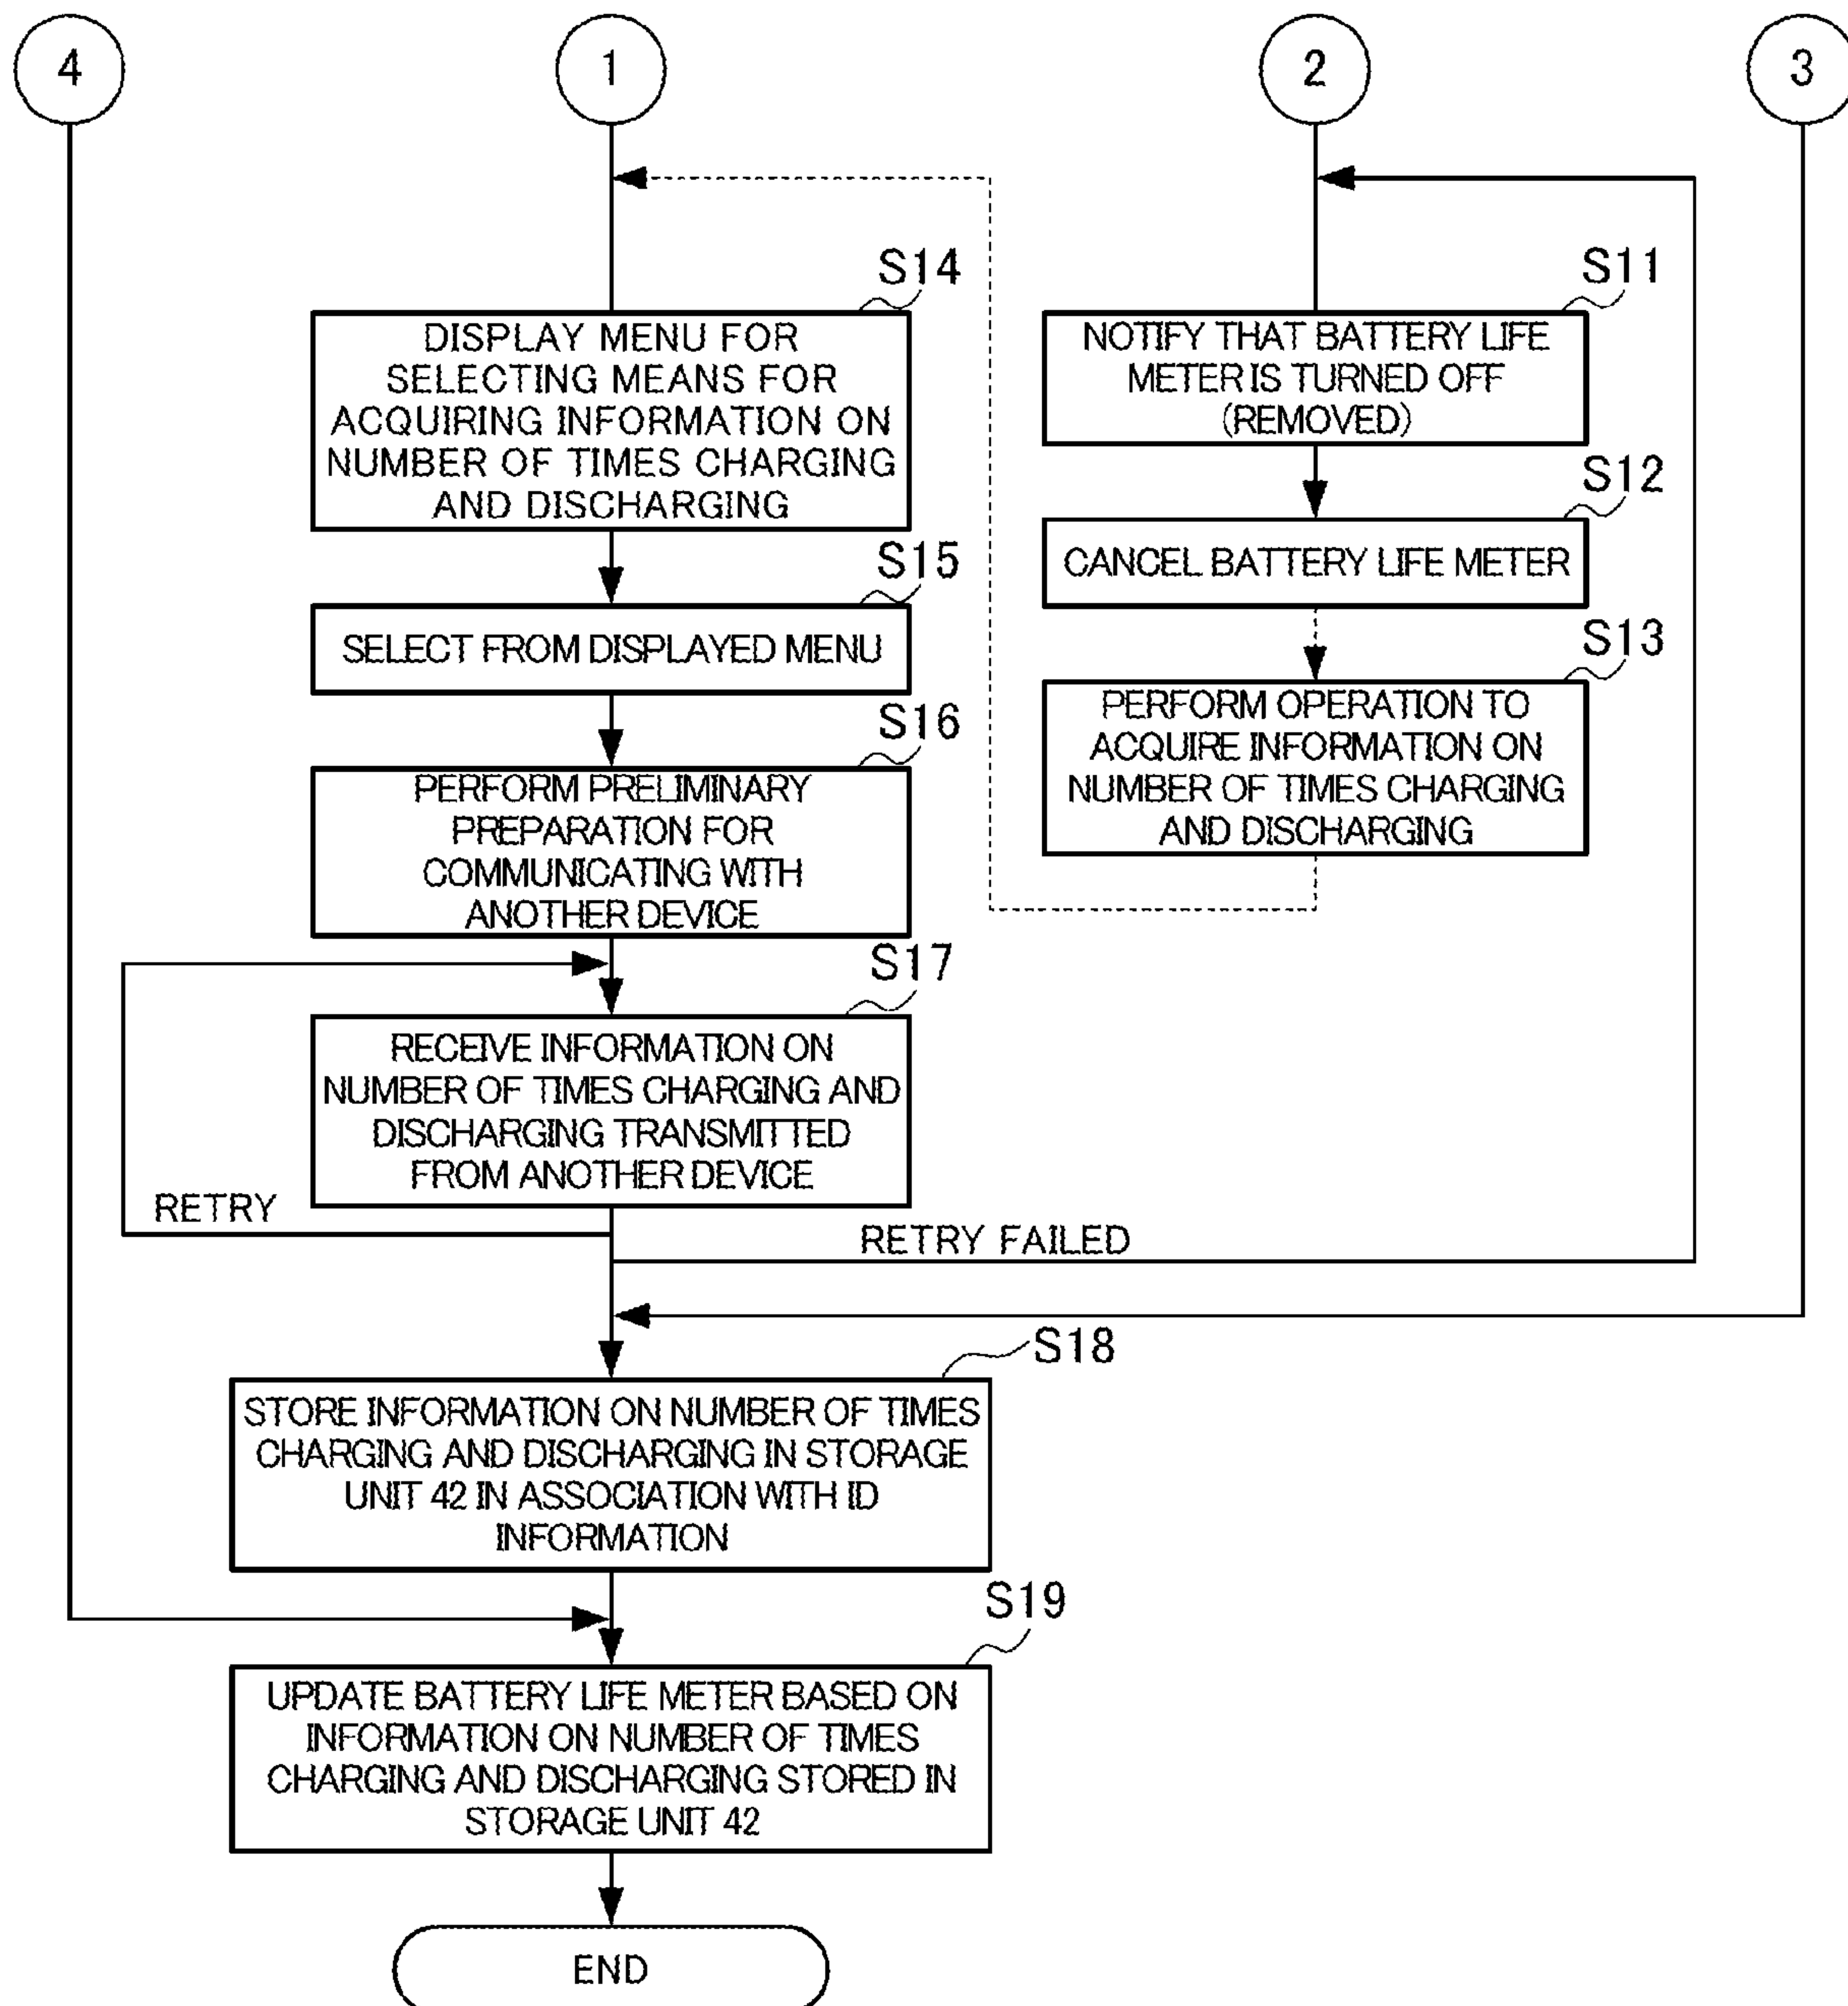 4
1
2
3
S14
DISPLAY MENU FOR
SELECTING MEANS FOR
ACQUIRING INFORMATION ON
NUMBER OF TIMES CHARGING
AND DISCHARGING
S15
SELECT FROM DISPLAYED MENU
S16
PERFORM PRELIMINARY
PREPARATION FOR
COMMUNICATING WITH
ANOTHER DEVICE
S17
RECEIVE INFORMATION ON
NUMBER OF TIMES CHARGING AND
DISCHARGING TRANSMITTED
FROM ANOTHER DEVICE
RETRY
RETRY FAILED
S11
NOTIFY THAT BATTERY LIFE
METER IS TURNED OFF
(REMOVED)
S12
CANCEL BATTERY LIFE METER
S13
PERFORM OPERATION TO
ACQUIRE INFORMATION ON
NUMBER OF TIMES CHARGING
AND DISCHARGING
S18
STORE INFORMATION ON NUMBER OF TIMES
CHARGING AND DISCHARGING IN STORAGE
UNIT 42 IN ASSOCIATION WITH ID
INFORMATION
S19
UPDATE BATTERY LIFE METER BASED ON
INFORMATION ON NUMBER OF TIMES
CHARGING AND DISCHARGING STORED IN
STORAGE UNIT 42
END